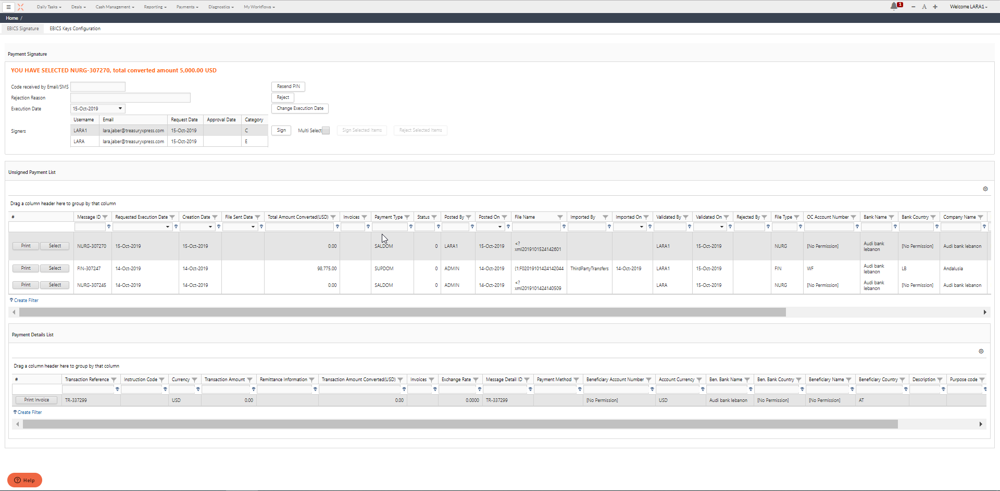 Daily Tasks Deals Cash Management Reporting Payments Diagnostics My Workflows 1 A Welcome LARA1
Home /
EBICS Signature EBICS Keys Configuration
Payment Signature
YOU HAVE SELECTED NURG-307270, total converted amount 5,000.00 USD
Code received by Email/SMS Resend PIN
Rejection Reason Reject
Execution Date 15-Oct-2019 Change Execution Date
Username Email Request Date Approval Date Category
Signers LARA1 lara.jaber@treasuryxpress.com 15-Oct-2019 C Sign Multi Select Sign Selected Items Reject Selected Items
LARA lara.jaber@treasuryxpress.com 15-Oct-2019 E
Unsigned Payment List
Drag a column header here to group by that column
# Message ID Requested Execution Date Creation Date File Sent Date Total Amount Converted(USD) Invoices Payment Type Status Posted By Posted On File Name Imported By Imported On Validated By Validated On Rejected By File Type OC Account Number Bank Name Bank Country Company Name
Print Select NURG-307270 15-Oct-2019 15-Oct-2019 0.00 SALDOM 0 LARA1 15-Oct-2019 <? xml2019101524142601 LARA1 15-Oct-2019 NURG [No Permission] Audi bank lebanon [No Permission] Audi bank lebanon
Print Select FIN-307247 14-Oct-2019 14-Oct-2019 98,775.00 SUPDOM 0 ADMIN 14-Oct-2019 {1:F02019101424142044 ThirdPartyTransfers 14-Oct-2019 LARA1 15-Oct-2019 FIN WF Audi bank lebanon LB Andalusia
Print Select NURG-307245 14-Oct-2019 14-Oct-2019 0.00 SALDOM 0 ADMIN 14-Oct-2019 <? xml2019101424140509 LARA 15-Oct-2019 NURG [No Permission] Audi bank lebanon [No Permission] Audi bank lebanon
Create Filter
Payment Details List
Drag a column header here to group by that column
# Transaction Reference Instruction Code Currency Transaction Amount Remittance Information Transaction Amount Converted(USD) Invoices Exchange Rate Message Detail ID Payment Method Beneficiary Account Number Account Currency Ben. Bank Name Ben. Bank Country Beneficiary Name Beneficiary Country Description Purpose code
Print Invoice TR-337299 USD 0.00 0.00 0.0000 TR-337299 [No Permission] USD Audi bank lebanon [No Permission] [No Permission] AT
Create Filter
Help